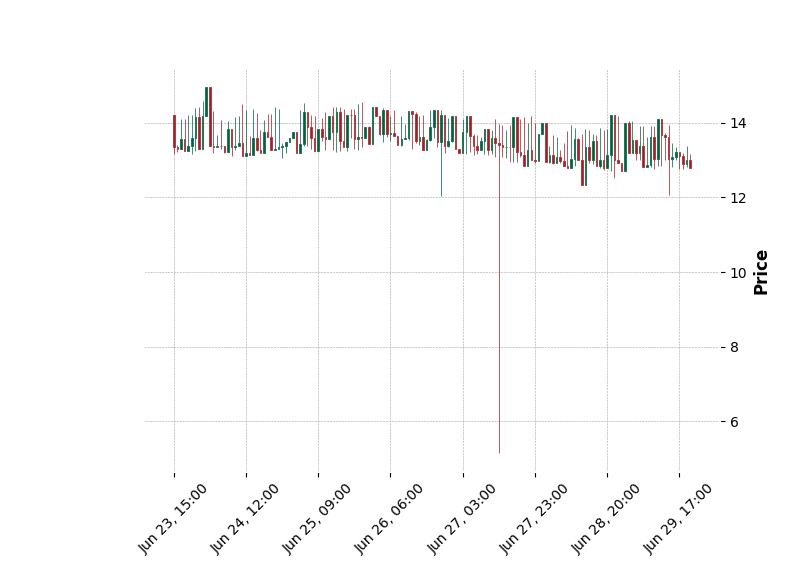 14
12
10
8
6
Price
Jun 23, 15:00
Jun 24, 12:00
Jun 25, 09:00
Jun 26, 06:00
Jun 27, 03:00
Jun 27, 23:00
Jun 28, 20:00
Jun 29, 17:00